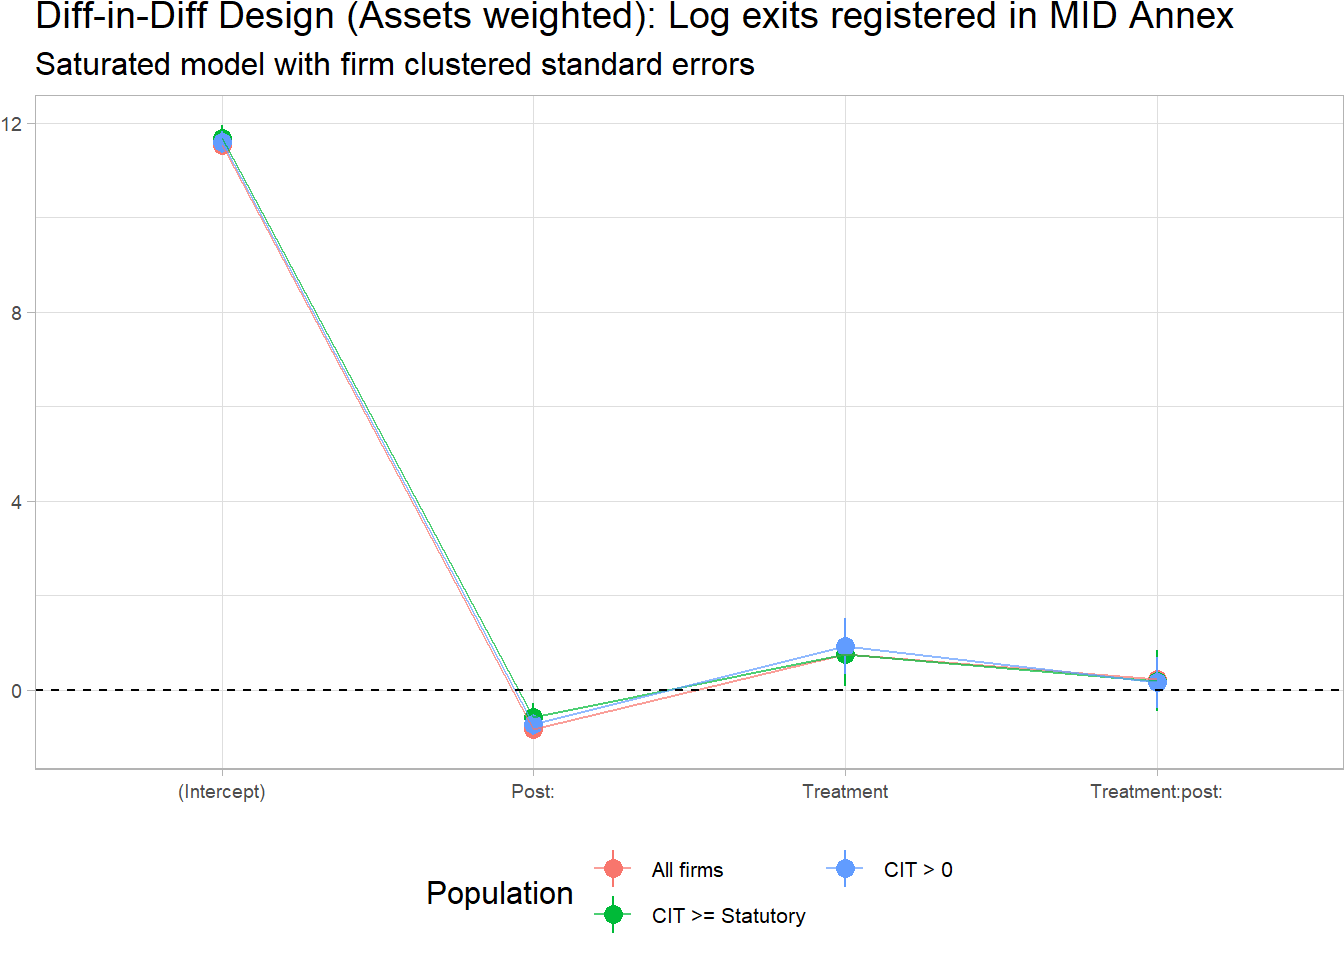 Diff-in-Diff Design (Assets weighted): Log exits registered in MID Annex
Saturated model with firm clustered standard errors
12
8
4
0
(Intercept)
Post:
Treatment
Treatment:post:
Population
All firms
CIT > 0
CIT >= Statutory